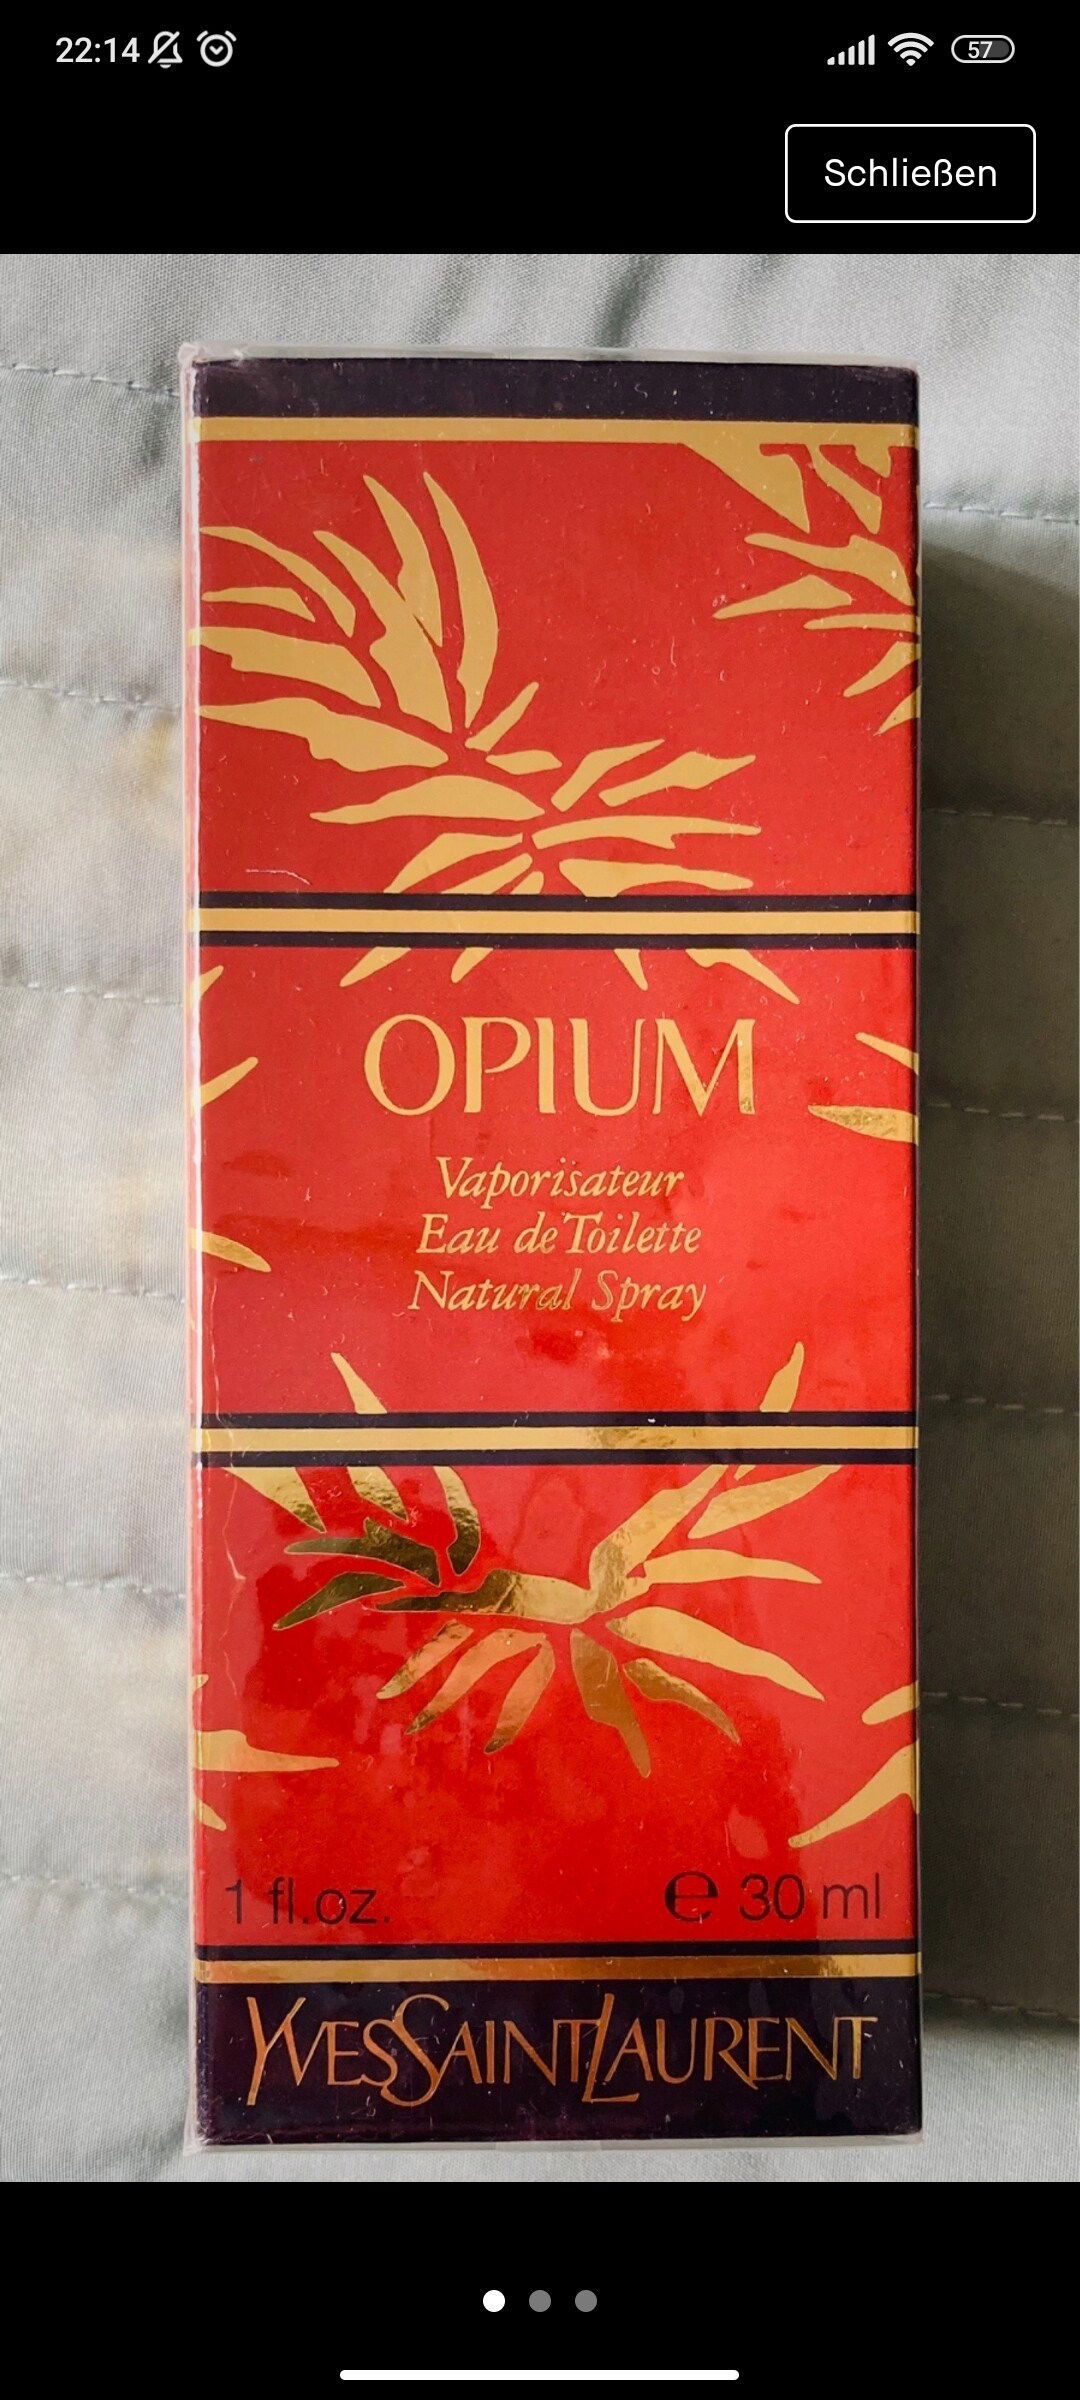 22:14
57
Schließen
OPIUM
Vaporisateur
Eau de Toilette
Natural Spray
1 fl.oz. ℮ 30 ml
YVESSAINTLAURENT